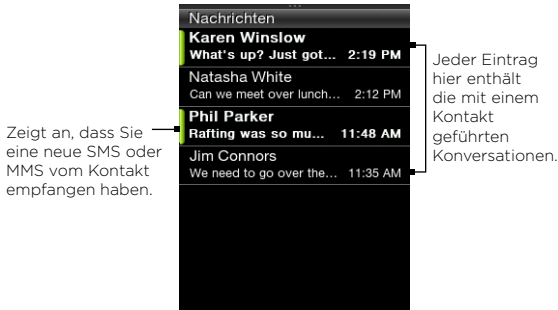 Nachrichten
Karen Winslow
What's up? Just got... 2:19 PM
Natasha White
Can we meet over lunch... 2:12 PM
Phil Parker
Rafting was so mu... 11:48 AM
Jim Connors
We need to go over the... 11:35 AM
Zeigt an, dass Sie
eine neue SMS oder
MMS vom Kontakt
empfangen haben.
Jeder Eintrag
hier enthält
die mit einem
Kontakt
geführten
Konversationen.